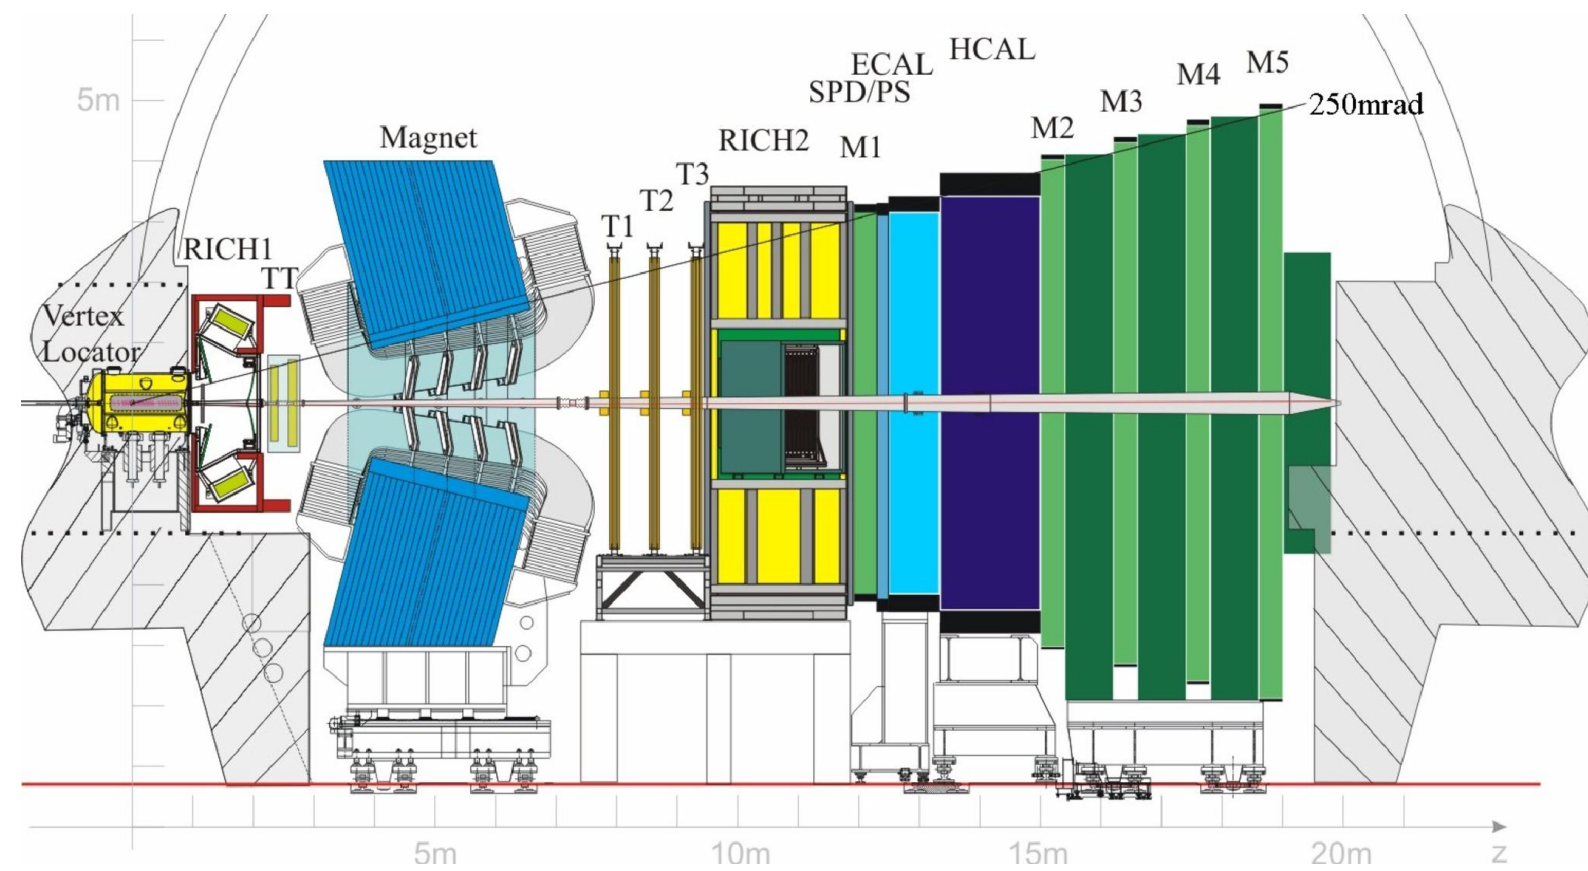 HCAL
ECAL
SPD/PS
M5
M4
M3
M2
M1
250mrad
5m
Magnet
RICH2
T3
T2
T1
RICH1
TT
Vertex
Locator
5m
10m
15m
20m
z